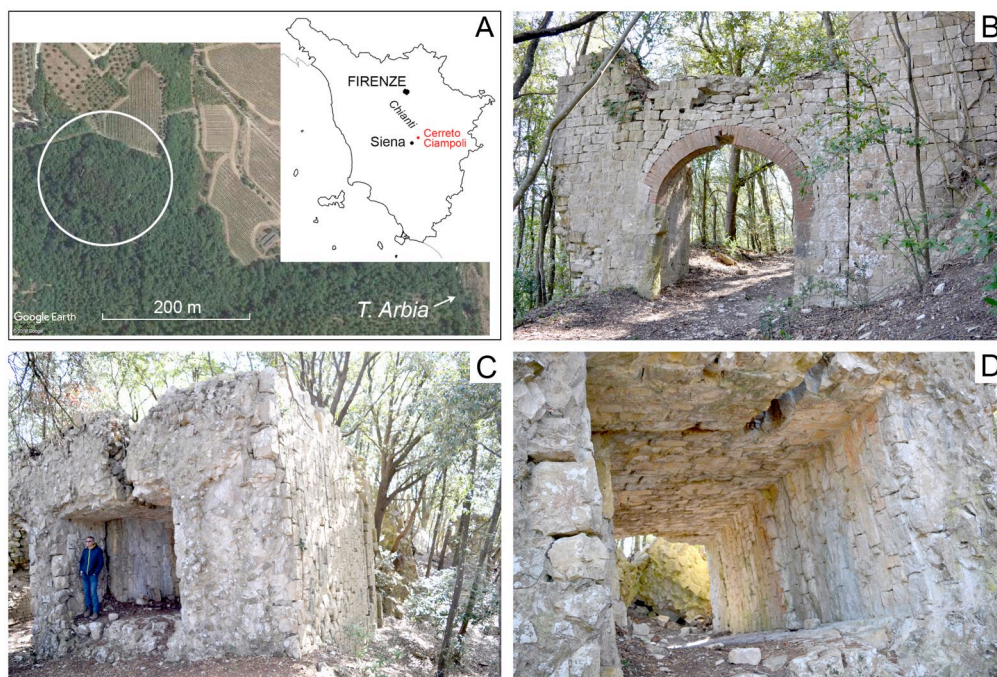 A
FIRENZE
Chianti
Siena
Cerreto
Ciampoli
200 m
T. Arbia
Google Earth
B
C
D